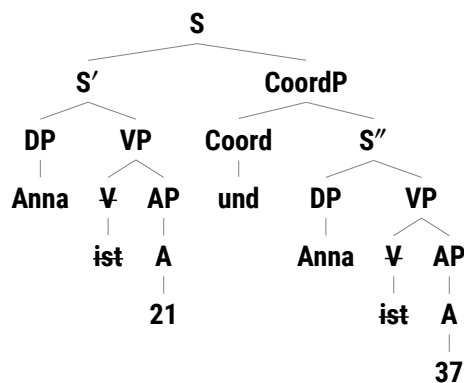 S
S′ CoordP
DP VP Coord S″
Anna V AP und DP VP
ist A Anna V AP
21 ist A
37